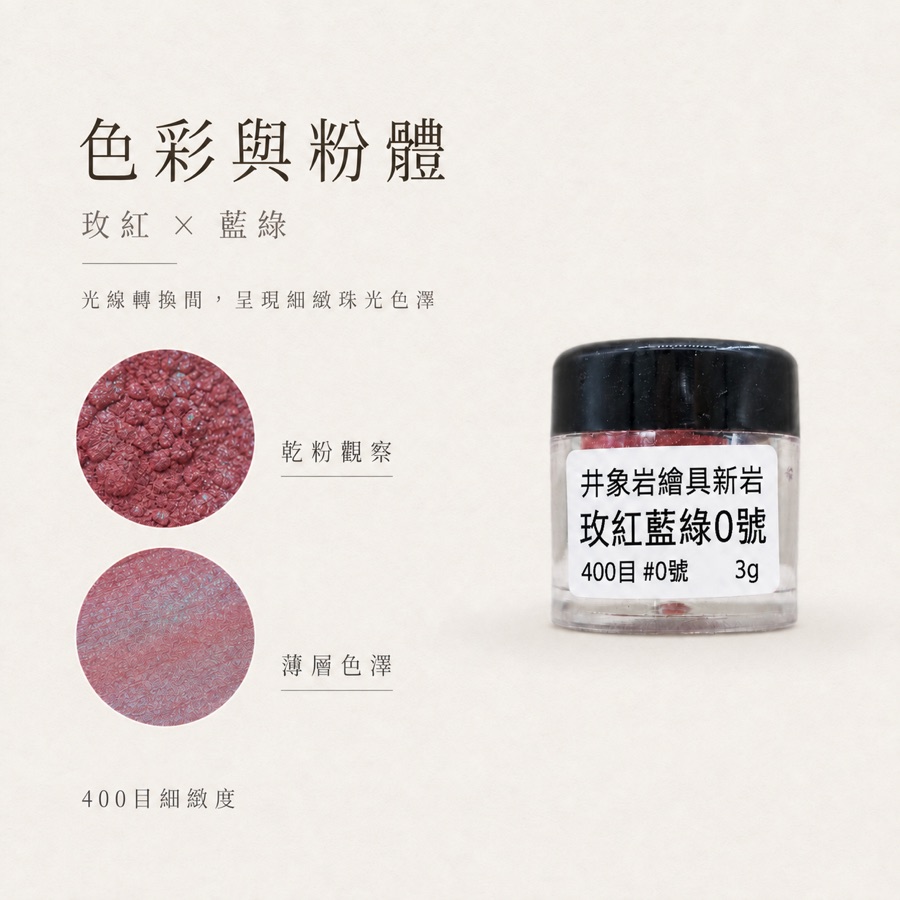 色彩與粉體
玫紅 × 藍綠
光線轉換間，呈現細緻珠光色澤
乾粉觀察
薄層色澤
400目細緻度
井象岩繪具新岩
玫紅藍綠0號
400目 #0號 3g